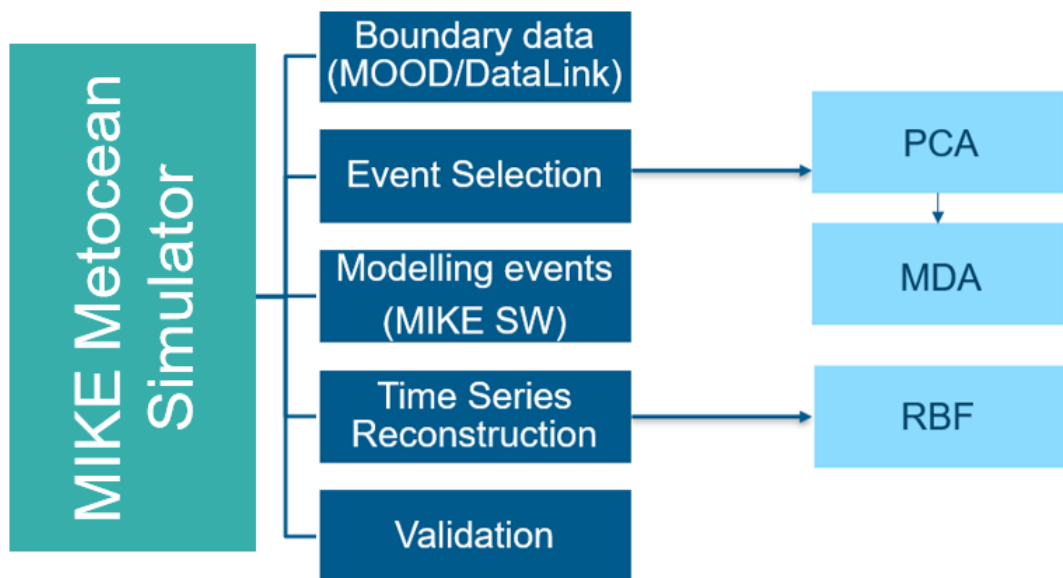 MIKE Metocean
Simulator
Boundary data
(MOOD/DataLink)
Event Selection
Modelling events
(MIKE SW)
Time Series
Reconstruction
Validation
PCA
MDA
RBF